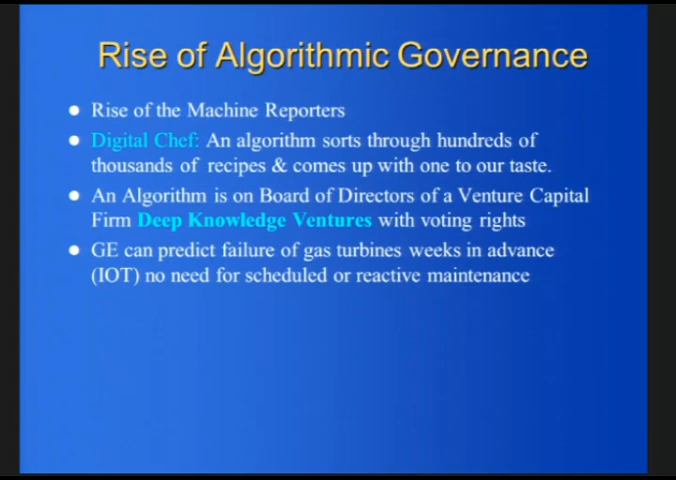 Rise of Algorithmic Governance
Rise of the Machine Reporters
Digital Chef: An algorithm sorts through hundreds of
thousands of recipes & comes up with one to our taste.
An Algorithm is on Board of Directors of a Venture Capital
Firm Deep Knowledge Ventures with voting rights
GE can predict failure of gas turbines weeks in advance
(IOT) no need for scheduled or reactive maintenance